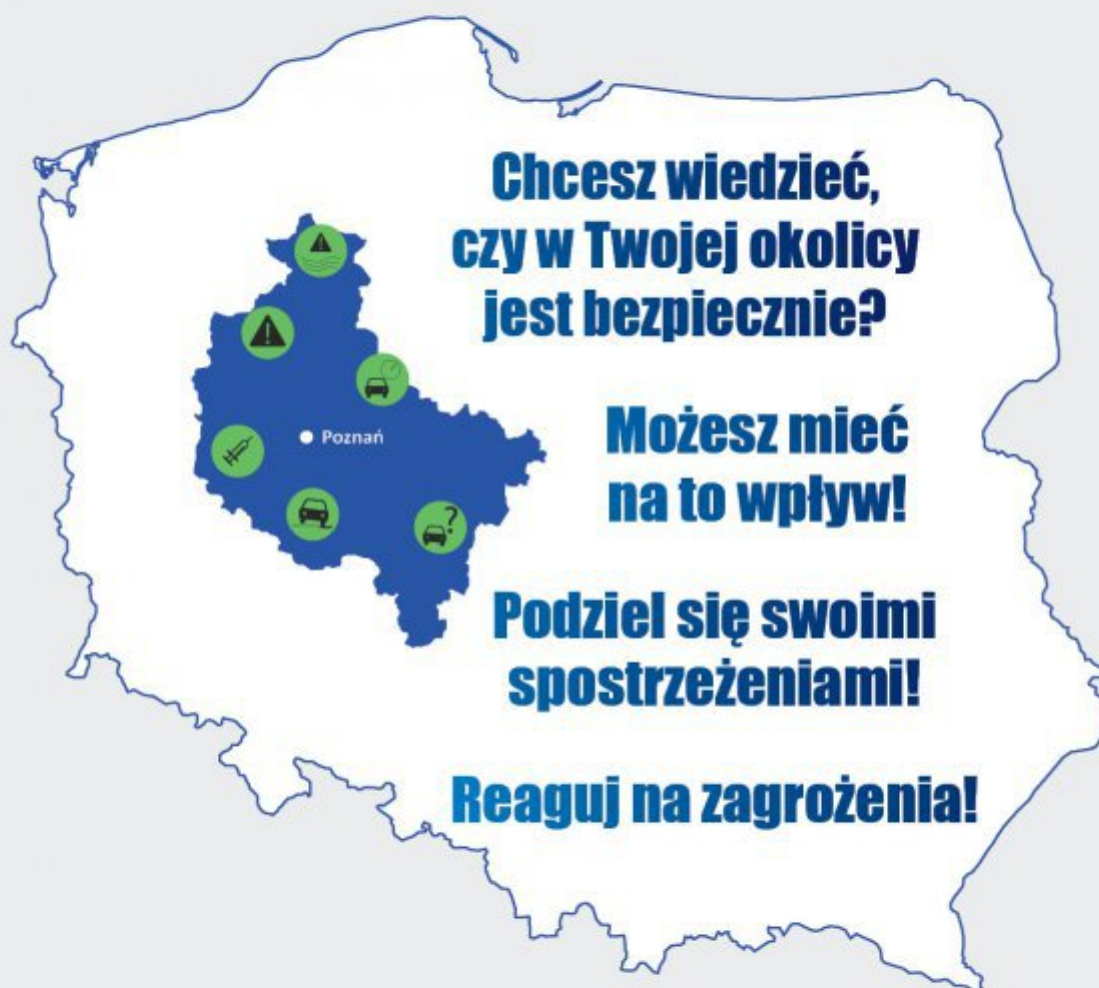 Chcesz wiedzieć,
czy w Twojej okolicy
jest bezpiecznie?
Poznań
Możesz mieć
na to wpływ!
Podziel się swoimi
spostrzeżeniami!
Reaguj na zagrożenia!